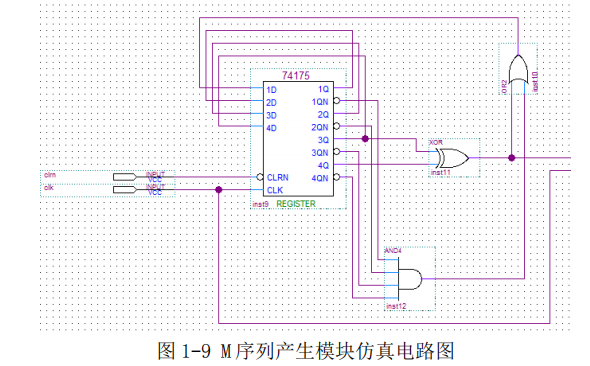 74175
1D
2D
3D
4D
CLRN
CLK
1Q
1QN
2Q
2QN
3Q
3QN
4Q
4QN
inst9 REGISTER
clrn
INPUT
VCC
clk
INPUT
VCC
OR2
inst10
XOR
inst11
AND4
inst12
图 1-9 M 序列产生模块仿真电路图